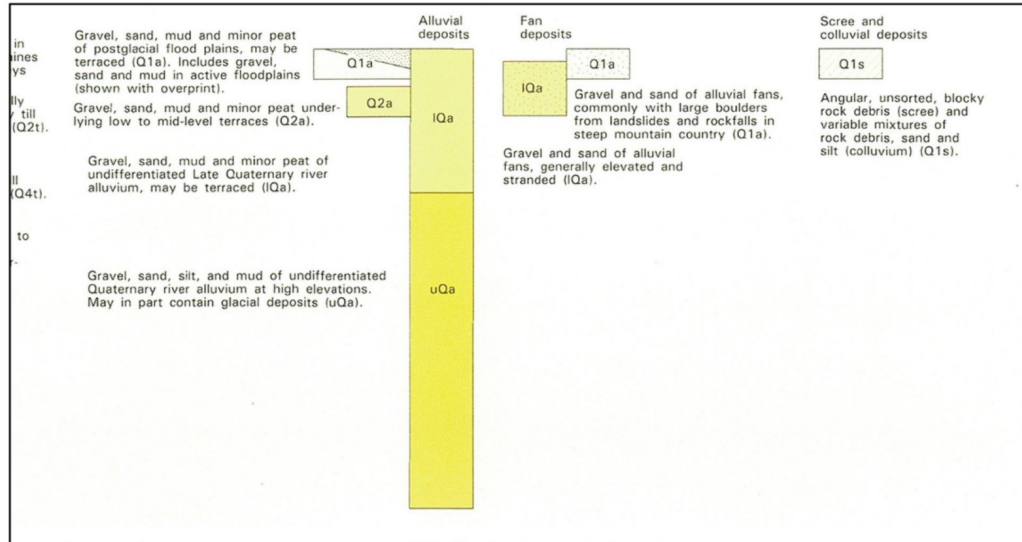 in
ines
ys
lly
till
(Q2t).
ll
(Q4t).
to
r-
Gravel, sand, mud and minor peat
of postglacial flood plains, may be
terraced (Q1a). Includes gravel,
sand and mud in active floodplains
(shown with overprint).
Gravel, sand, mud and minor peat under-
lying low to mid-level terraces (Q2a).
Gravel, sand, mud and minor peat of
undifferentiated Late Quaternary river
alluvium, may be terraced (lQa).
Gravel, sand, silt, and mud of undifferentiated
Quaternary river alluvium at high elevations.
May in part contain glacial deposits (uQa).
Alluvial
deposits
Q1a
Q2a
lQa
uQa
Fan
deposits
lQa
Q1a
Gravel and sand of alluvial fans,
commonly with large boulders
from landslides and rockfalls in
steep mountain country (Q1a).
Gravel and sand of alluvial
fans, generally elevated and
stranded (lQa).
Scree and
colluvial deposits
Q1s
Angular, unsorted, blocky
rock debris (scree) and
variable mixtures of
rock debris, sand and
silt (colluvium) (Q1s).